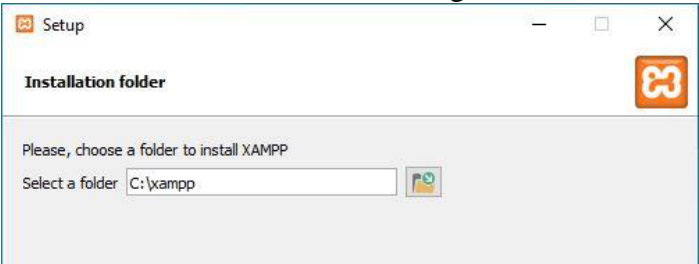 Setup
Installation folder
Please, choose a folder to install XAMPP
Select a folder C:\xampp